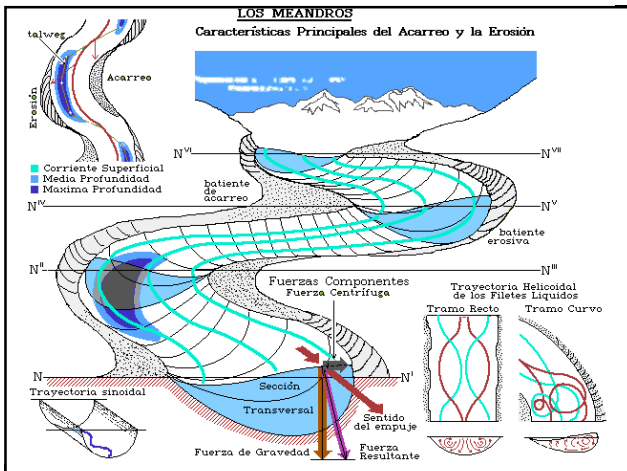 LOS MEANDROS
Características Principales del Acarreo y la Erosión
talweg
Acarreo
Erosión
Corriente Superficial
Media Profundidad
Maxima Profundidad
N VI
N VII
batiente
de
acarreo
N IV
N V
batiente
erosiva
N II
N III
Fuerzas Componentes
Fuerza Centrífuga
Trayectoria Helicoidal
de los Filetes Líquidos
Tramo Recto
Tramo Curvo
N
N I
Trayectoria sinoidal
Sección
Transversal
Sentido
del empuje
Fuerza de Gravedad
Fuerza
Resultante